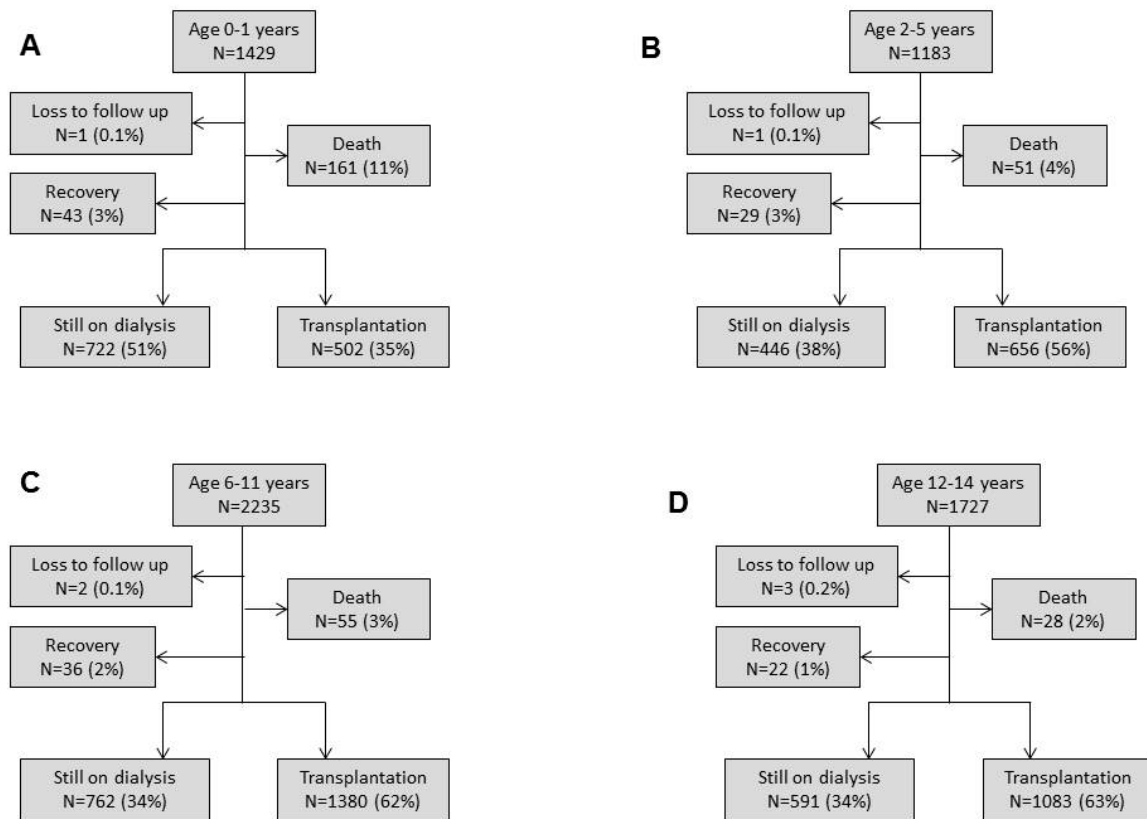 A
Age 0-1 years
N=1429
Loss to follow up
N=1 (0.1%)
Death
N=161 (11%)
Recovery
N=43 (3%)
Still on dialysis
N=722 (51%)
Transplantation
N=502 (35%)
B
Age 2-5 years
N=1183
Loss to follow up
N=1 (0.1%)
Death
N=51 (4%)
Recovery
N=29 (3%)
Still on dialysis
N=446 (38%)
Transplantation
N=656 (56%)
C
Age 6-11 years
N=2235
Loss to follow up
N=2 (0.1%)
Death
N=55 (3%)
Recovery
N=36 (2%)
Still on dialysis
N=762 (34%)
Transplantation
N=1380 (62%)
D
Age 12-14 years
N=1727
Loss to follow up
N=3 (0.2%)
Death
N=28 (2%)
Recovery
N=22 (1%)
Still on dialysis
N=591 (34%)
Transplantation
N=1083 (63%)